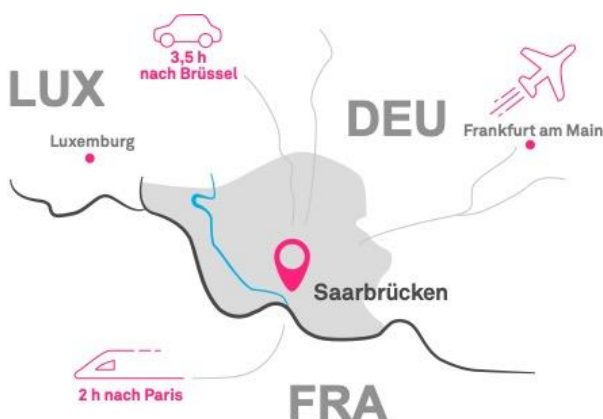 3,5 h
nach Brüssel
LUX
DEU
Luxemburg
Frankfurt am Main
Saarbrücken
2 h nach Paris
FRA